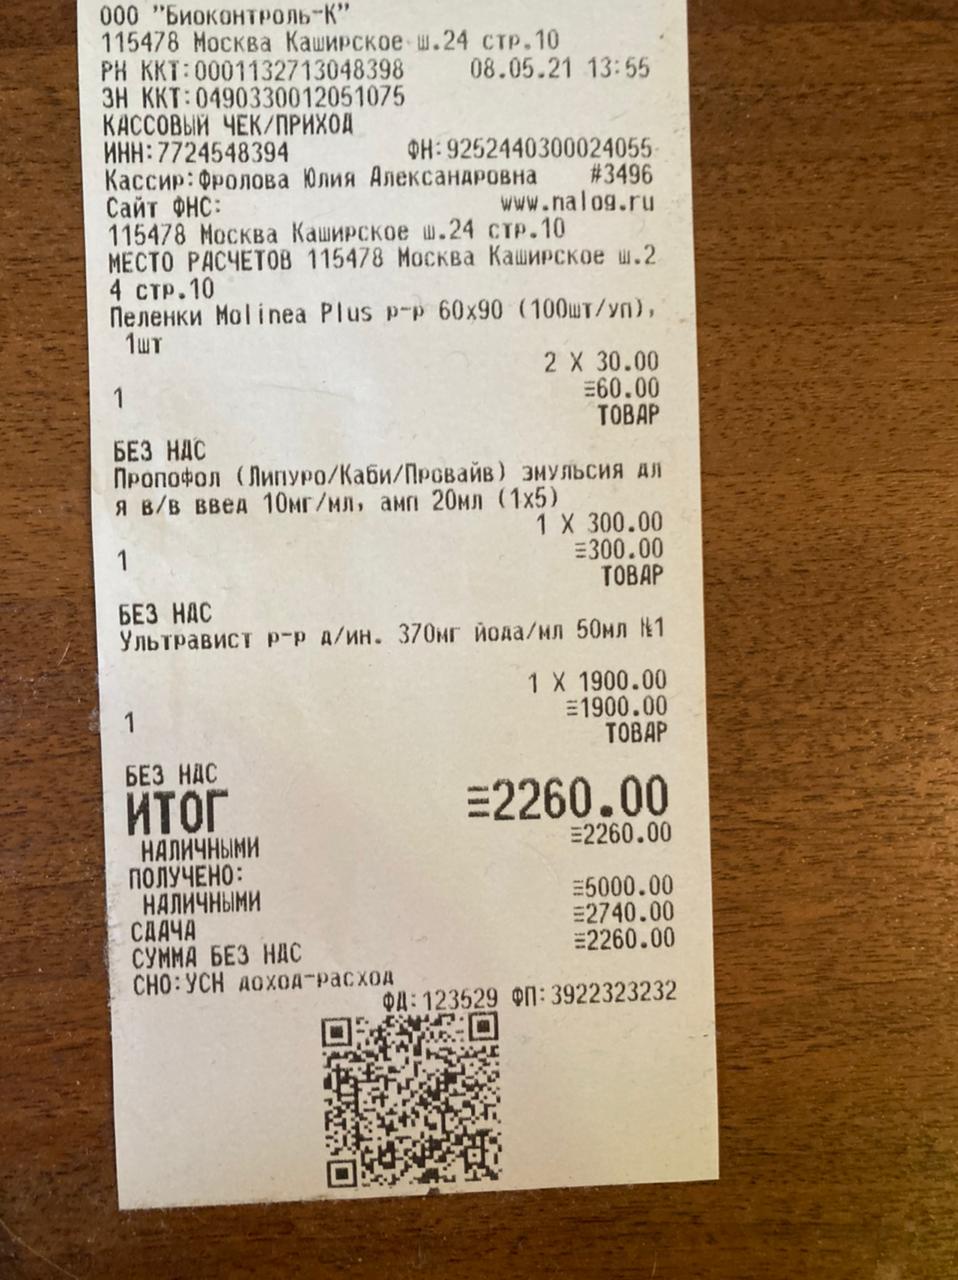 ООО "Биоконтроль-К"
115478 Москва Каширское ш.24 стр.10
РН ККТ:0001132713048398 08.05.21 13:55
ЗН ККТ:0490330012051075
КАССОВЫЙ ЧЕК/ПРИХОД
ИНН:7724548394 ФН:9252440300024055
Кассир:Фролова Юлия Александровна #3496
Сайт ФНС: www.nalog.ru
115478 Москва Каширское ш.24 стр.10
МЕСТО РАСЧЕТОВ 115478 Москва Каширское ш.2
4 стр.10
Пеленки Molinea Plus р-р 60х90 (100шт/уп),
1шт
2 X 30.00
1 ≡60.00
ТОВАР
БЕЗ НДС
Пропофол (Липуро/Каби/Провайв) эмульсия дл
я в/в введ 10мг/мл, амп 20мл (1х5)
1 X 300.00
1 ≡300.00
ТОВАР
БЕЗ НДС
Ультравист р-р д/ин. 370мг йода/мл 50мл №1
1 X 1900.00
1 ≡1900.00
ТОВАР
БЕЗ НДС
ИТОГ ≡2260.00
НАЛИЧНЫМИ ≡2260.00
ПОЛУЧЕНО:
НАЛИЧНЫМИ ≡5000.00
СДАЧА ≡2740.00
СУММА БЕЗ НДС ≡2260.00
СНО:УСН доход-расход
ФД:123529 ФП:3922323232